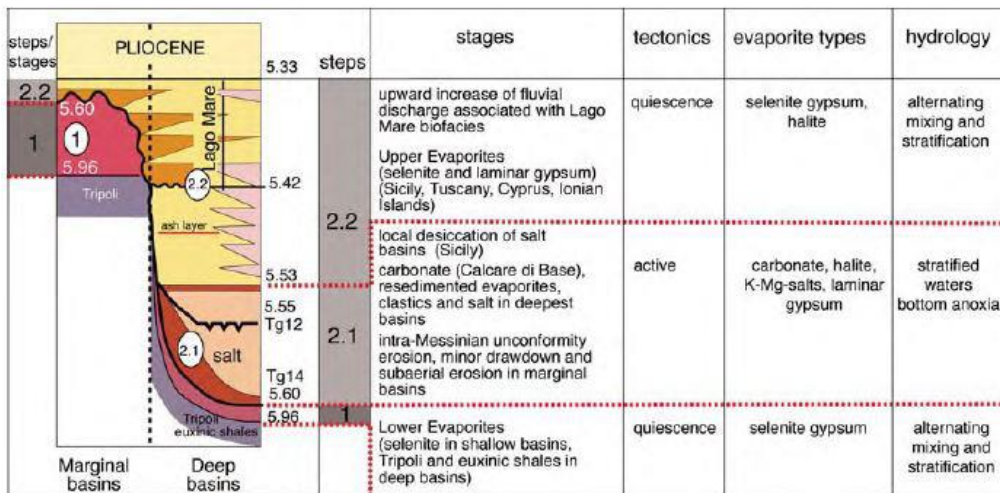 steps/
stages
PLIOCENE
5.33
2.2
5.60
1
1
5.96
Tripoli
Lago Mare
2.2
5.42
ash layer
5.53
5.55
Tg12
2.1
salt
Tg14
5.60
5.96
Tripoli
euxinic shales
Marginal
basins
Deep
basins
steps
2.2
2.1
1
stages
tectonics
evaporite types
hydrology
upward increase of fluvial
discharge associated with Lago
Mare biofacies
Upper Evaporites
(selenite and laminar gypsum)
(Sicily, Tuscany, Cyprus, Ionian
Islands)
quiescence
selenite gypsum,
halite
alternating
mixing and
stratification
local desiccation of salt
basins (Sicily)
carbonate (Calcare di Base),
resedimented evaporites,
clastics and salt in deepest
basins
intra-Messinian unconformity
erosion, minor drawdown and
subaerial erosion in marginal
basins
active
carbonate, halite,
K-Mg-salts, laminar
gypsum
stratified
waters
bottom anoxia
Lower Evaporites
(selenite in shallow basins,
Tripoli and euxinic shales in
deep basins)
quiescence
selenite gypsum
alternating
mixing and
stratification